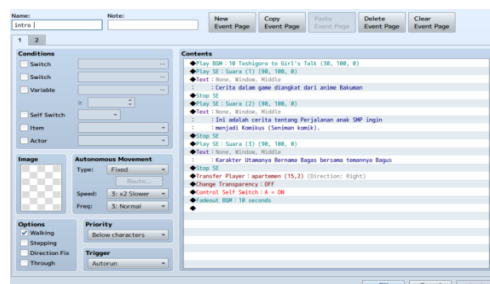 Name:
Note:
intro
New Event Page
Copy Event Page
Paste Event Page
Delete Event Page
Clear Event Page
1 2
Conditions
Switch
Switch
Variable
≥
Self Switch
Item
Actor
Image
Autonomous Movement
Type: Fixed
Route...
Speed: 3: x2 Slower
Freq: 3: Normal
Options
Walking
Stepping
Direction Fix
Through
Priority
Below characters
Trigger
Autorun
Contents
◆Play BGM : 10 Tashigoro to Girl's Talk (30, 100, 0)
◆Play SE : Suara (1) (90, 100, 0)
◆Text : None, Window, Middle
: : Cerita dalam game diangkat dari anime Bakuman
◆Stop SE
◆Play SE : Suara (2) (90, 100, 0)
◆Text : None, Window, Middle
: : Ini adalah cerita tentang Perjalanan anak SMP ingin
: : menjadi Komikus (Seniman komik).
◆Stop SE
◆Play SE : Suara (3) (90, 100, 0)
◆Text : None, Window, Middle
: : Karakter Utamanya Bernama Bagas bersama temannya Bagus
◆Stop SE
◆Transfer Player : apartemen (15,2) (Direction: Right)
◆Change Transparency : OFF
◆Control Self Switch : A = ON
◆Fadeout BGM : 10 seconds
◆